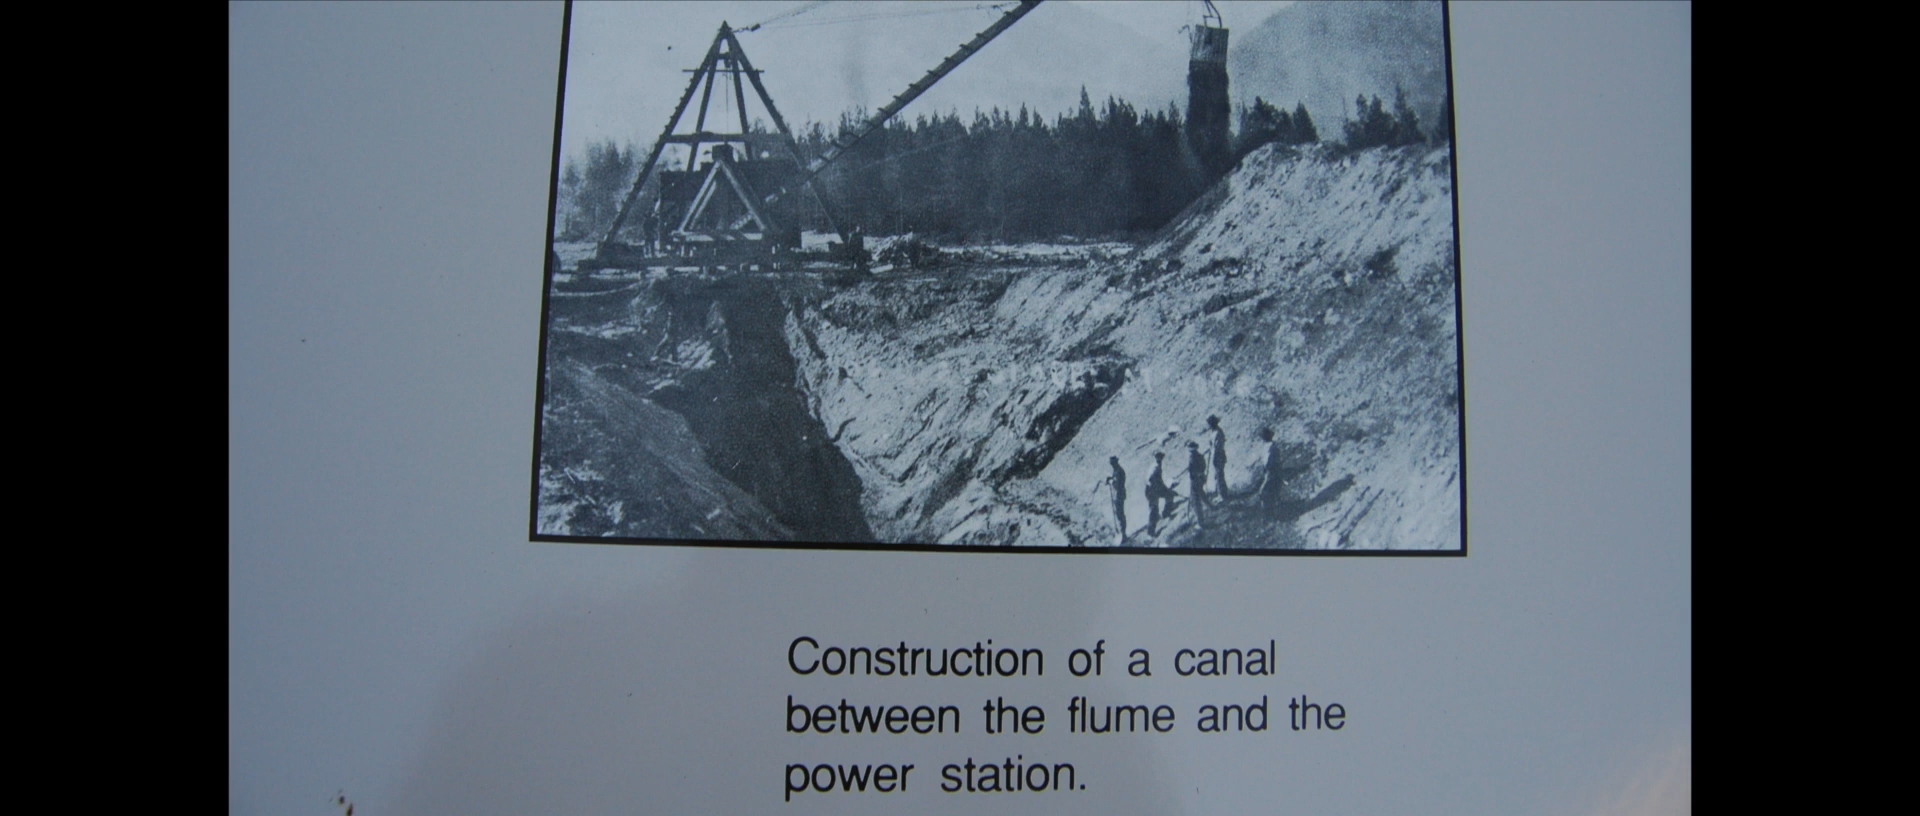 Construction of a canal
between the flume and the
power station.